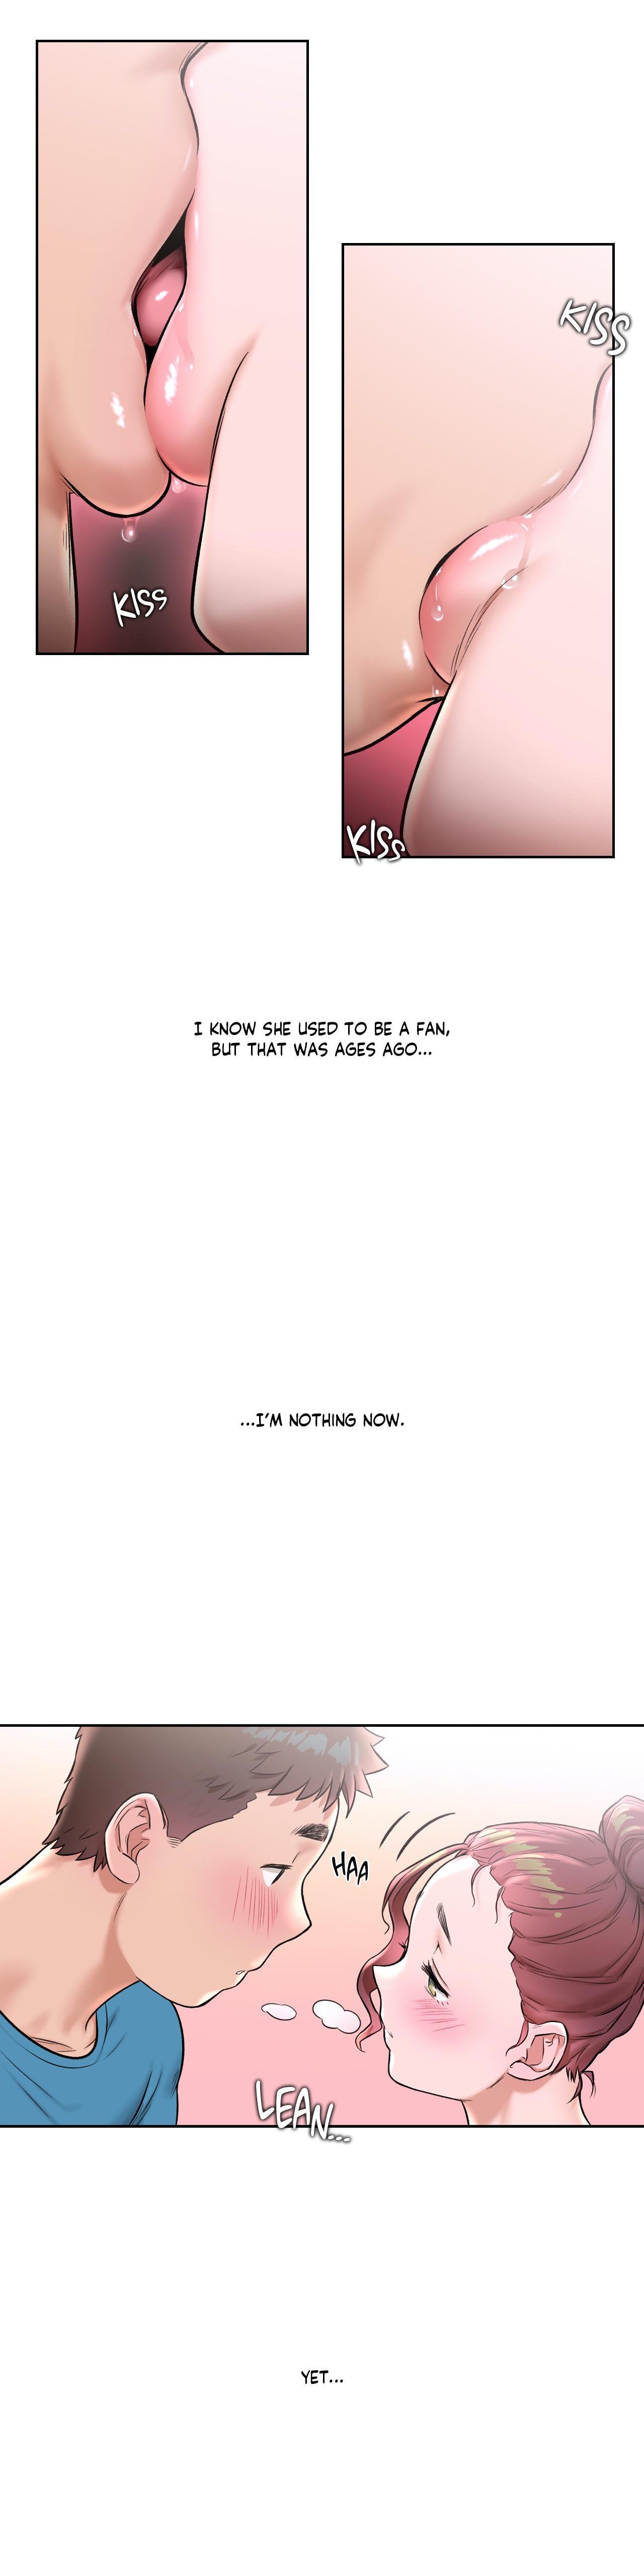 KISS
KISS
KISS
I KNOW SHE USED TO BE A FAN,
BUT THAT WAS AGES AGO...
...I'M NOTHING NOW.
HAA
LEAN...
YET...